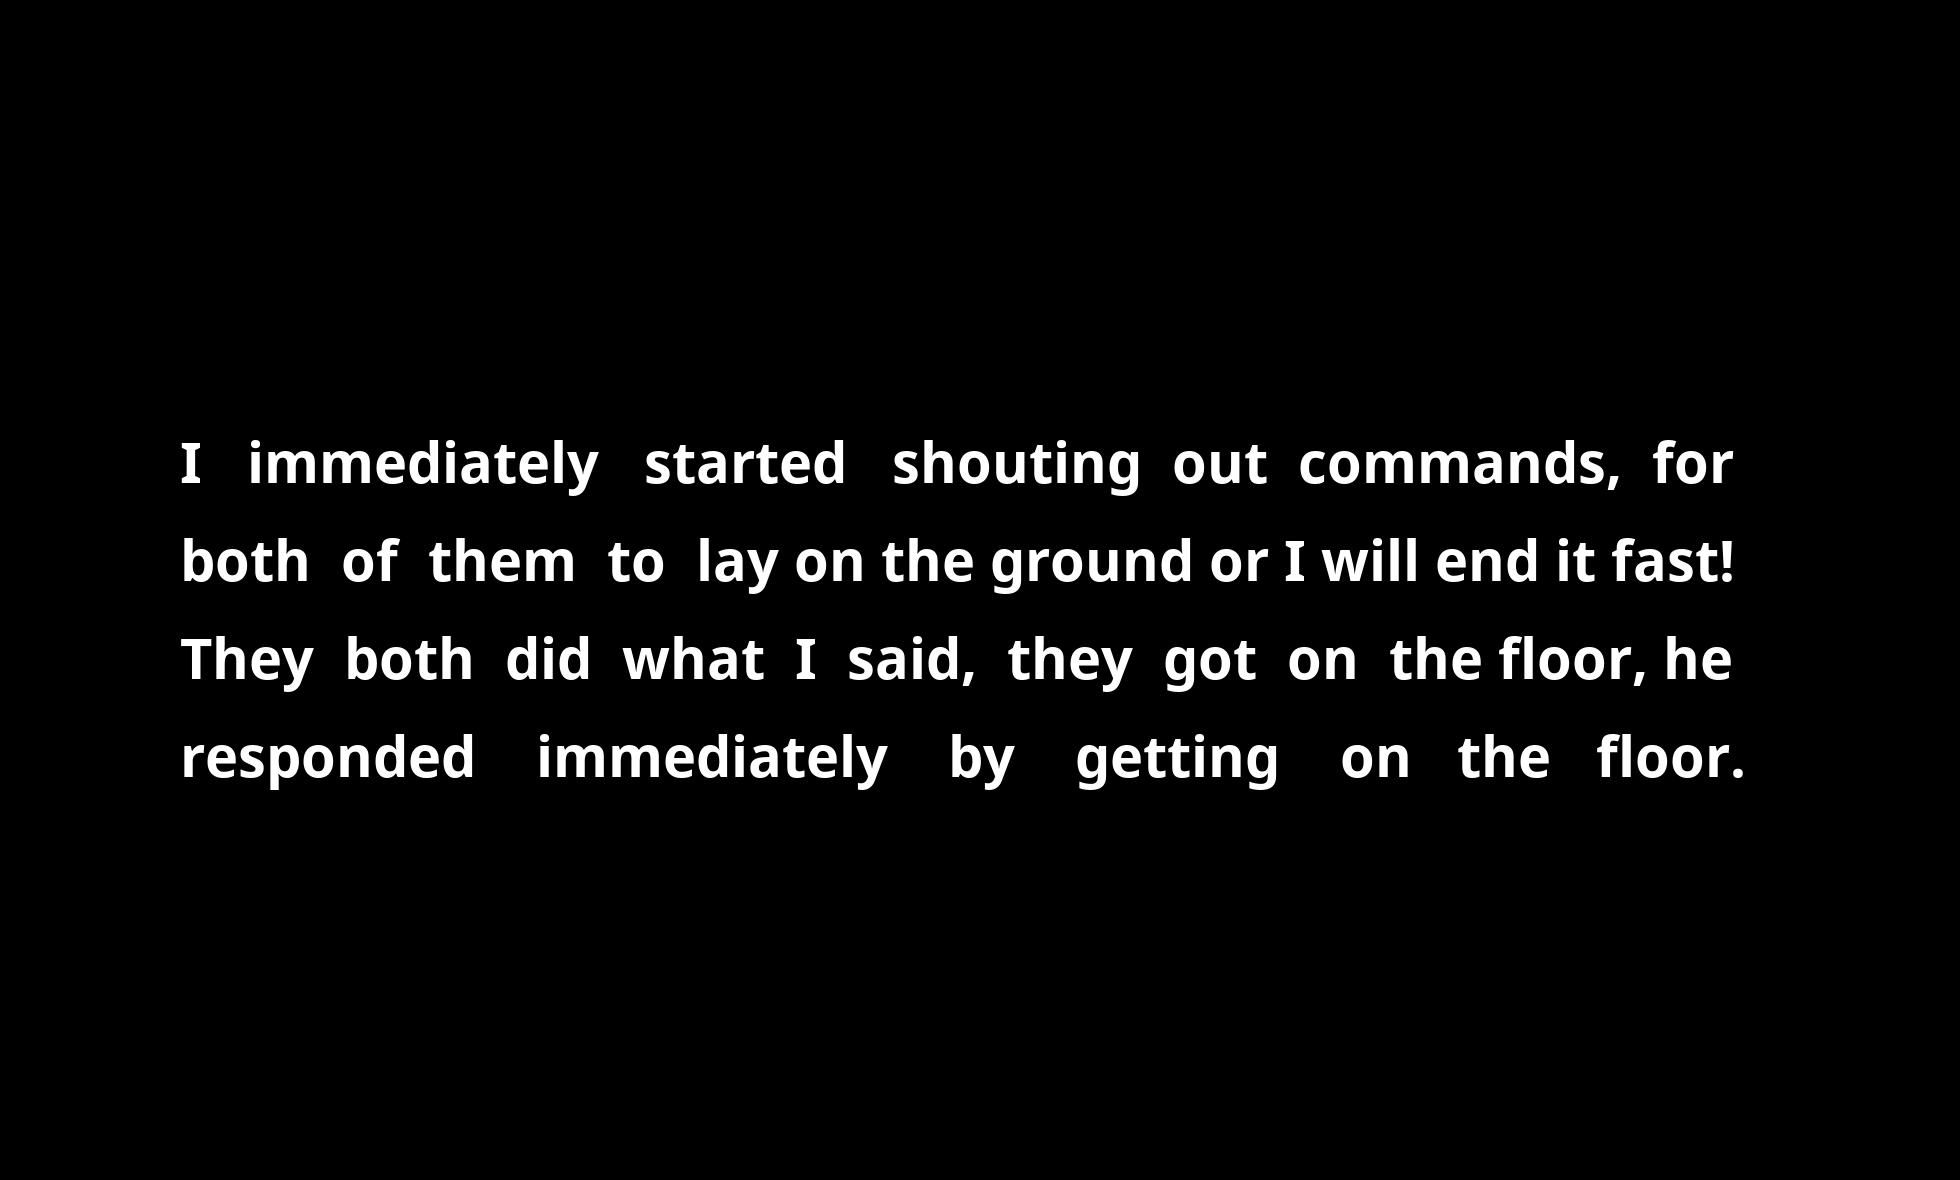 I immediately started shouting out commands, for
both of them to lay on the ground or I will end it fast!
They both did what I said, they got on the floor, he
responded immediately by getting on the floor.